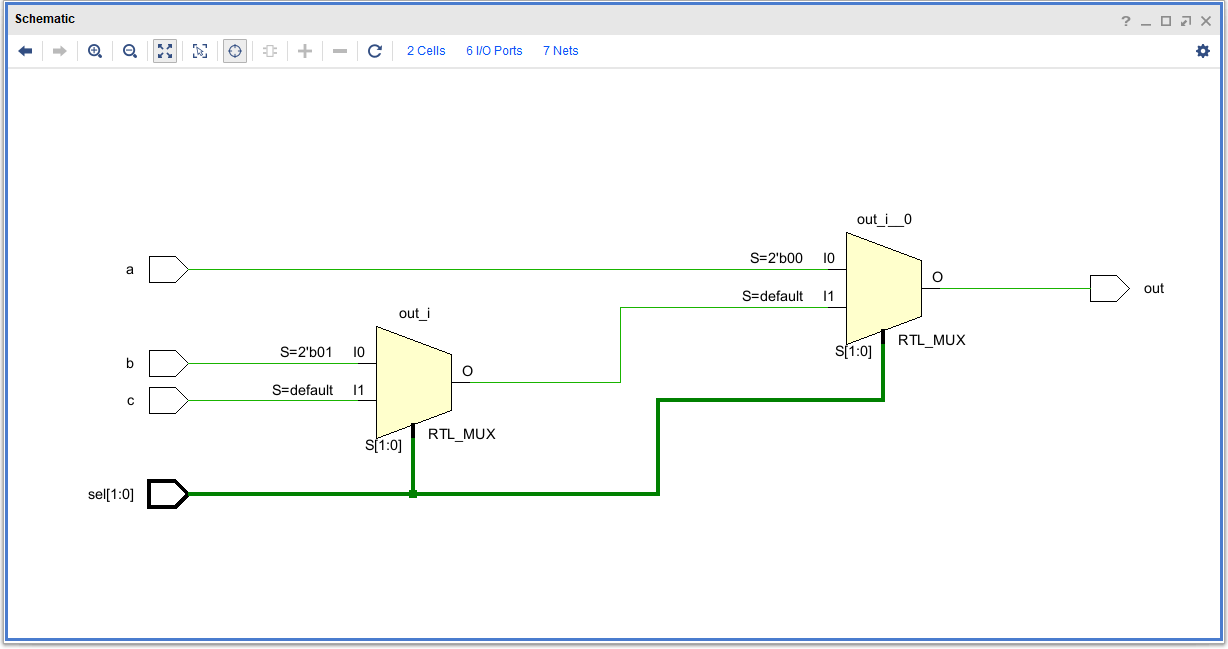 Schematic
2 Cells 6 I/O Ports 7 Nets
out_i__0
a S=2'b00 I0
O
S=default I1 out
out_i
RTL_MUX
S[1:0]
b S=2'b01 I0
O
c S=default I1
RTL_MUX
S[1:0]
sel[1:0]